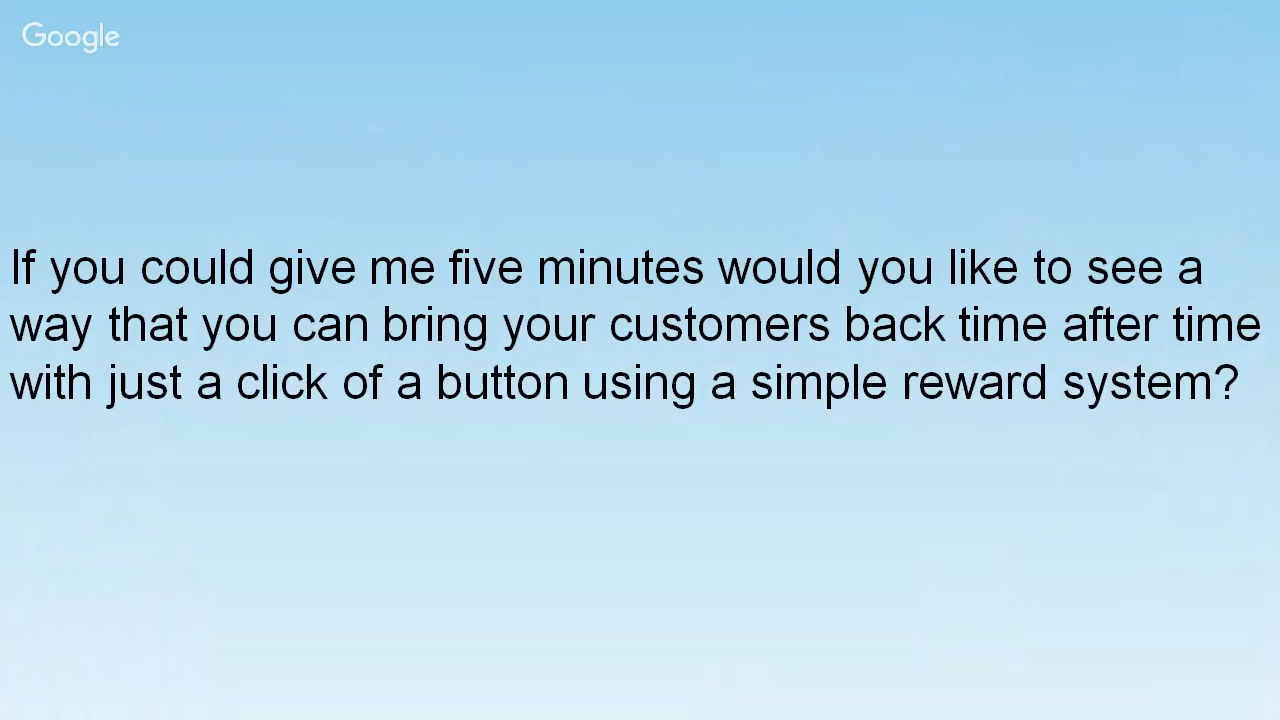 Google
If you could give me five minutes would you like to see a
way that you can bring your customers back time after time
with just a click of a button using a simple reward system?